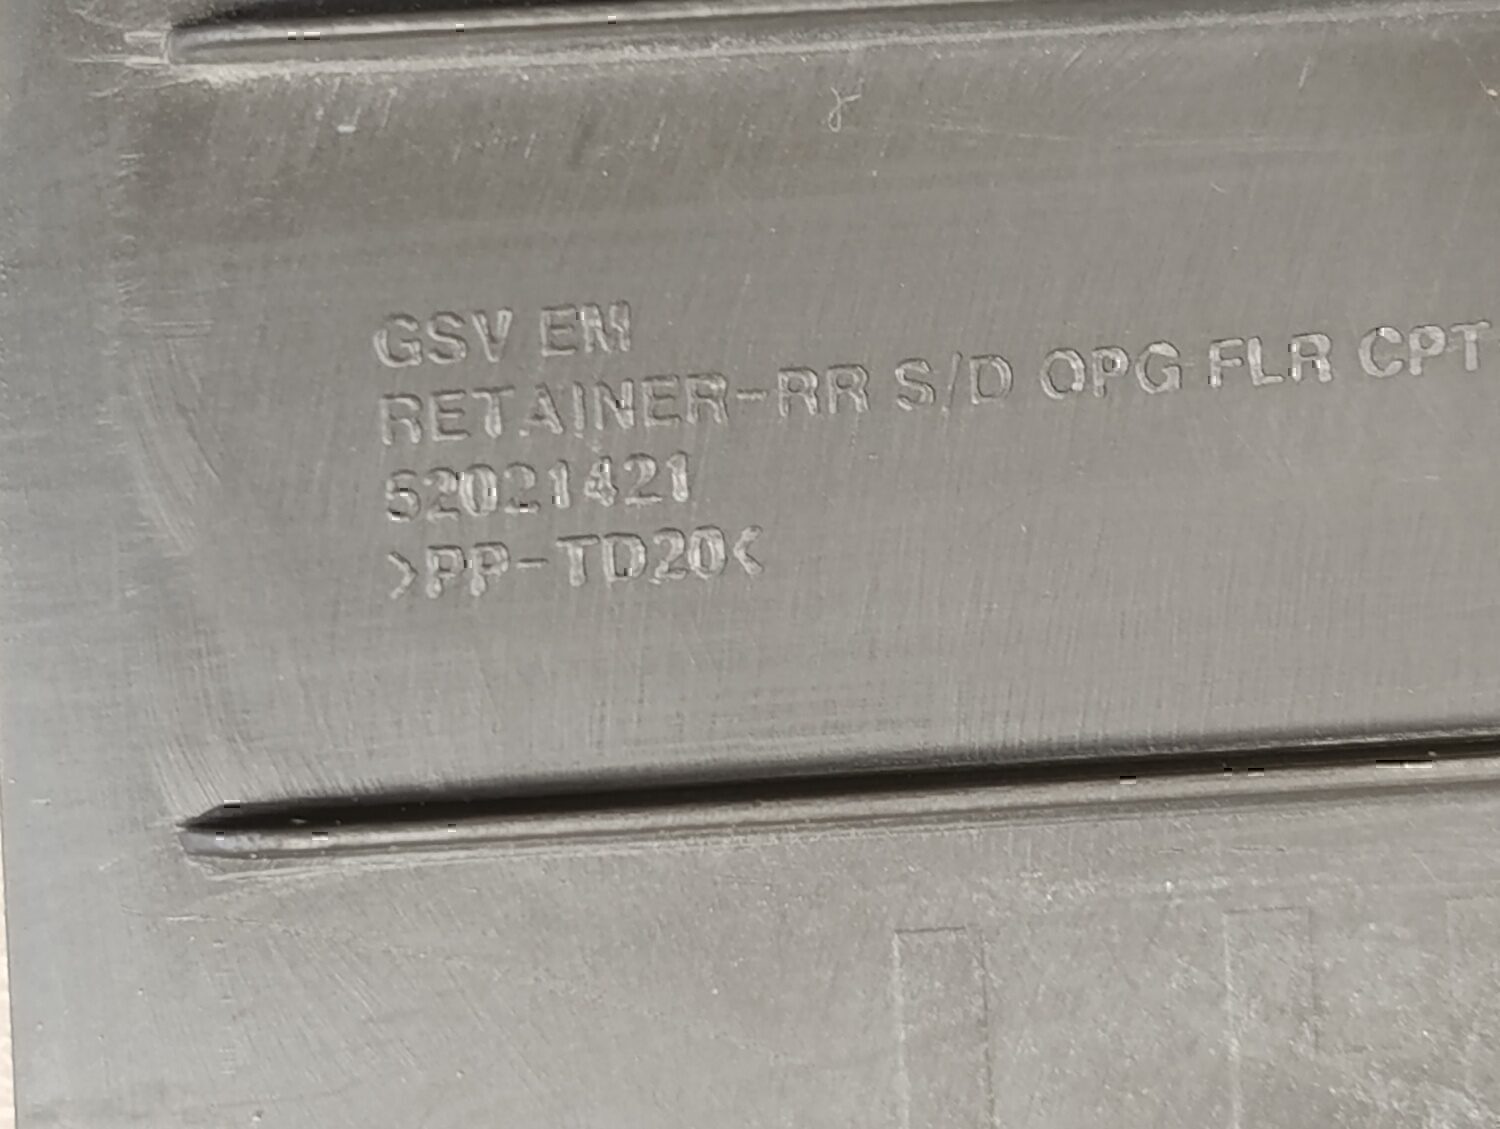 GSV EM
RETAINER-RR S/D OPG FLR CPT
52021421
>PP-TD20<